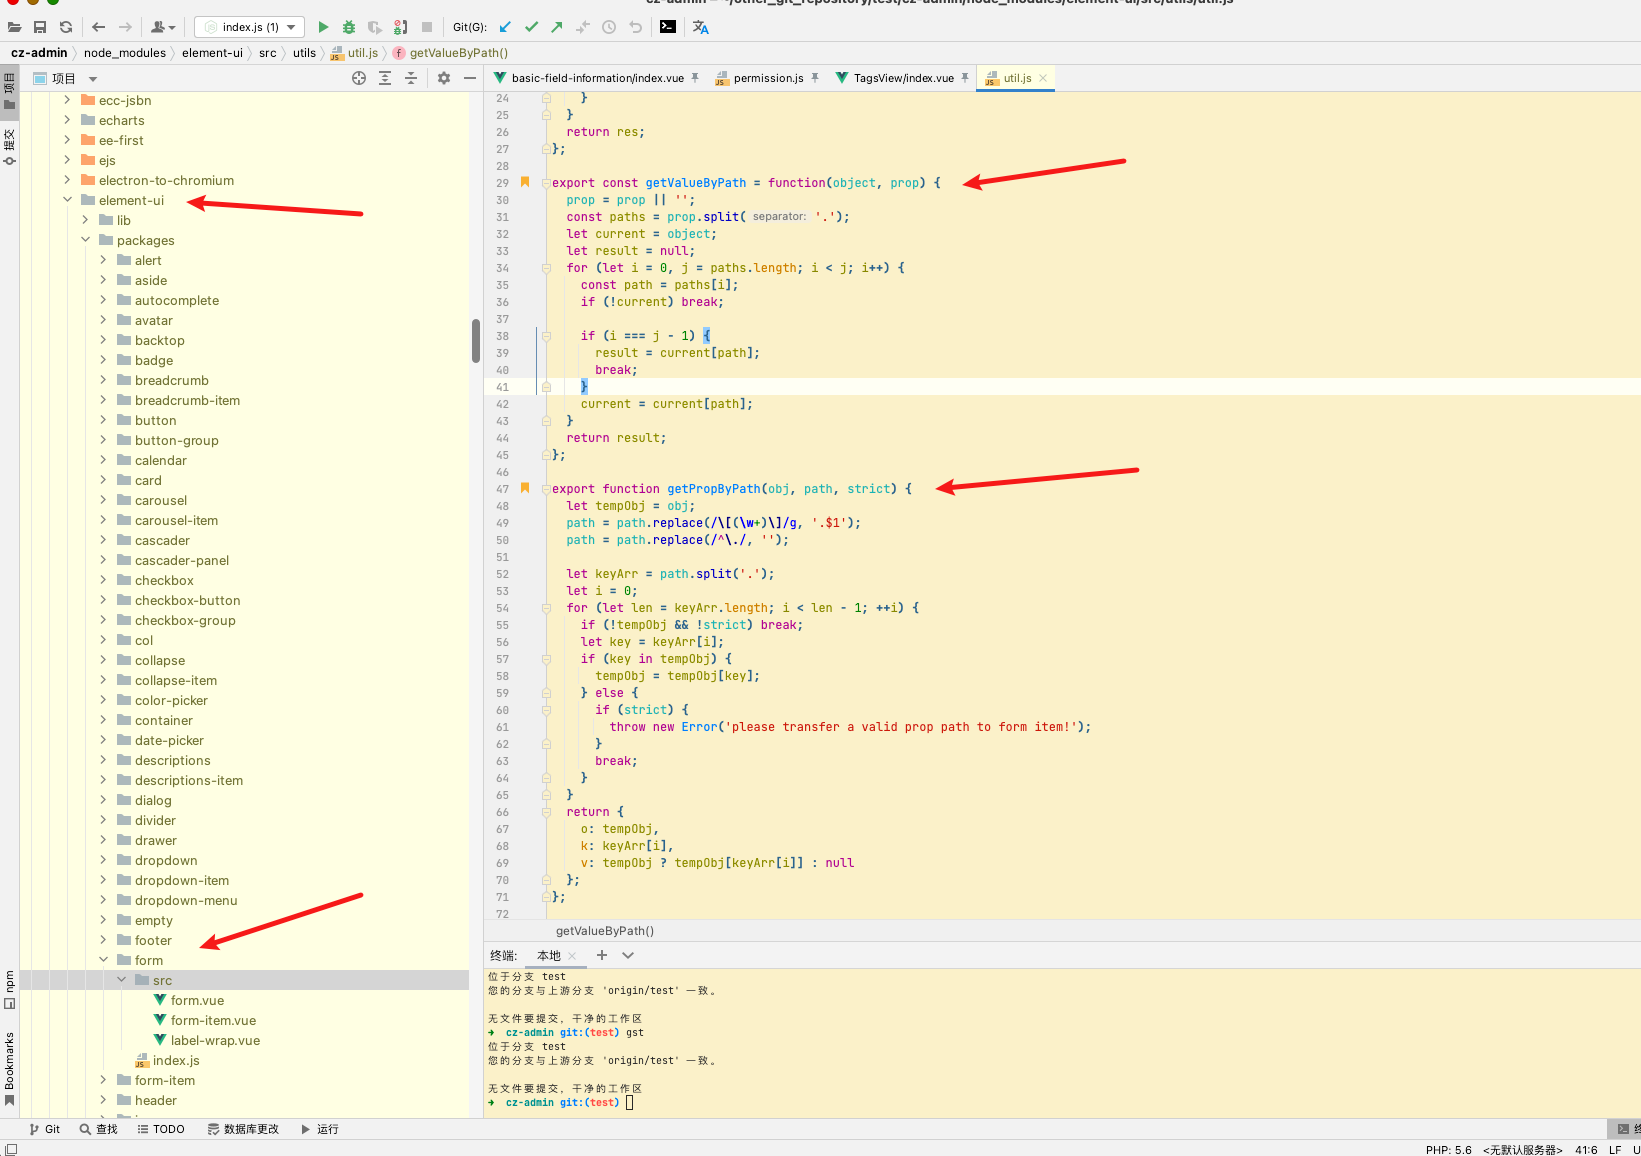 cz-admin – ~/other_git_repository/test/cz-admin/node_modules/element-ui/src/utils/util.js
index.js (1)
Git(G):
cz-admin
node_modules
element-ui
src
utils
util.js
getValueByPath()
项目
提交
npm
Bookmarks
项目
ecc-jsbn
echarts
ee-first
ejs
electron-to-chromium
element-ui
lib
packages
alert
aside
autocomplete
avatar
backtop
badge
breadcrumb
breadcrumb-item
button
button-group
calendar
card
carousel
carousel-item
cascader
cascader-panel
checkbox
checkbox-button
checkbox-group
col
collapse
collapse-item
color-picker
container
date-picker
descriptions
descriptions-item
dialog
divider
drawer
dropdown
dropdown-item
dropdown-menu
empty
footer
form
src
form.vue
form-item.vue
label-wrap.vue
index.js
form-item
header
basic-field-information/index.vue
permission.js
TagsView/index.vue
util.js
24 }
25 }
26 return res;
27 };
28
29 export const getValueByPath = function(object, prop) {
30 prop = prop || '';
31 const paths = prop.split( separator: '.');
32 let current = object;
33 let result = null;
34 for (let i = 0, j = paths.length; i < j; i++) {
35 const path = paths[i];
36 if (!current) break;
37
38 if (i === j - 1) {
39 result = current[path];
40 break;
41 }
42 current = current[path];
43 }
44 return result;
45 };
46
47 export function getPropByPath(obj, path, strict) {
48 let tempObj = obj;
49 path = path.replace(/\[(\w+)\]/g, '.$1');
50 path = path.replace(/^\./, '');
51
52 let keyArr = path.split('.');
53 let i = 0;
54 for (let len = keyArr.length; i < len - 1; ++i) {
55 if (!tempObj && !strict) break;
56 let key = keyArr[i];
57 if (key in tempObj) {
58 tempObj = tempObj[key];
59 } else {
60 if (strict) {
61 throw new Error('please transfer a valid prop path to form item!');
62 }
63 break;
64 }
65 }
66 return {
67 o: tempObj,
68 k: keyArr[i],
69 v: tempObj ? tempObj[keyArr[i]] : null
70 };
71 };
72
getValueByPath()
终端:
本地
位于分支 test
您的分支与上游分支 'origin/test' 一致。
无文件要提交，干净的工作区
➜ cz-admin git:(test) gst
位于分支 test
您的分支与上游分支 'origin/test' 一致。
无文件要提交，干净的工作区
➜ cz-admin git:(test)
Git
查找
TODO
数据库更改
运行
PHP: 5.6
<无默认服务器>
41:6
LF